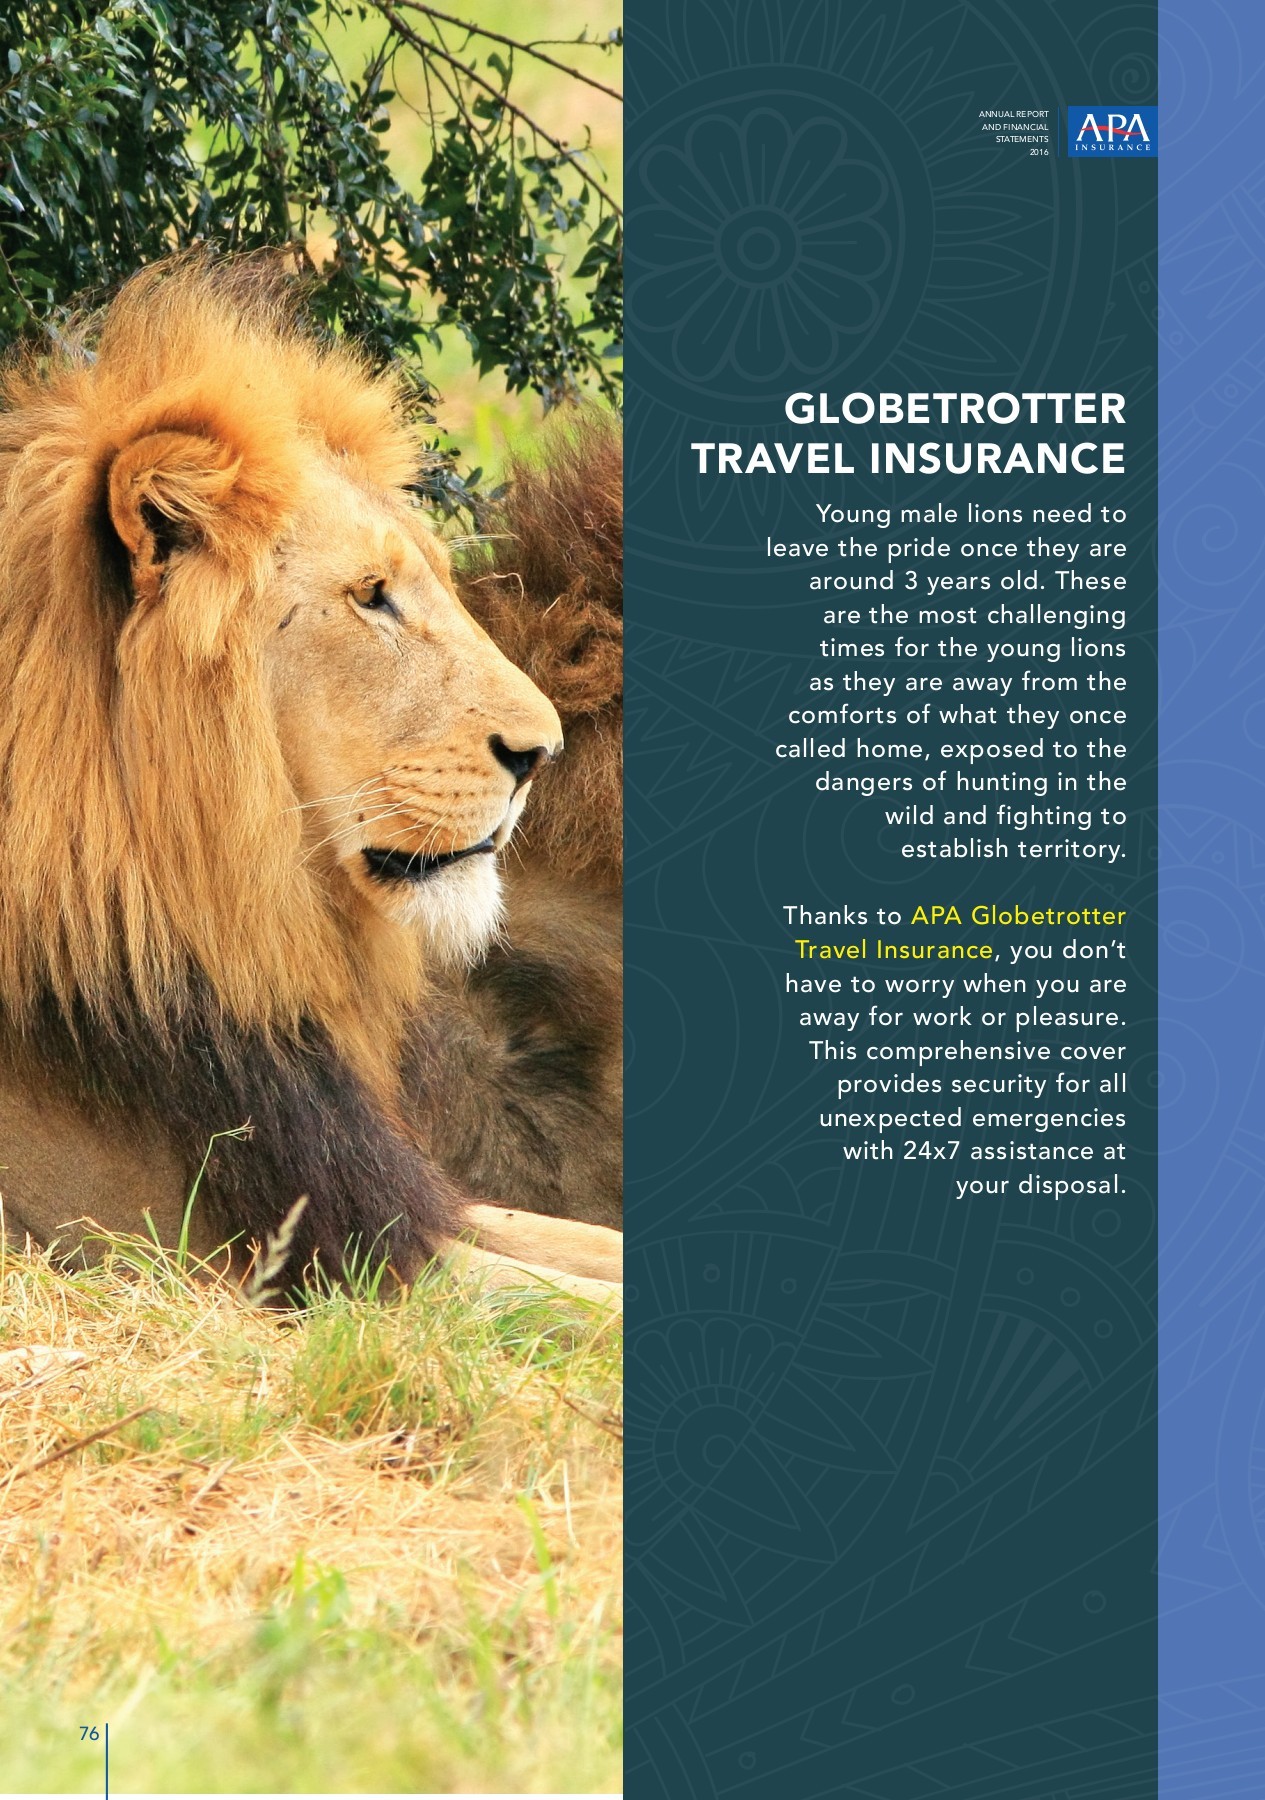 ANNUAL REPORT
AND FINANCIAL
STATEMENTS
2016
APA
INSURANCE
GLOBETROTTER
TRAVEL INSURANCE
Young male lions need to
leave the pride once they are
around 3 years old. These
are the most challenging
times for the young lions
as they are away from the
comforts of what they once
called home, exposed to the
dangers of hunting in the
wild and fighting to
establish territory.
Thanks to APA Globetrotter
Travel Insurance, you don’t
have to worry when you are
away for work or pleasure.
This comprehensive cover
provides security for all
unexpected emergencies
with 24x7 assistance at
your disposal.
76